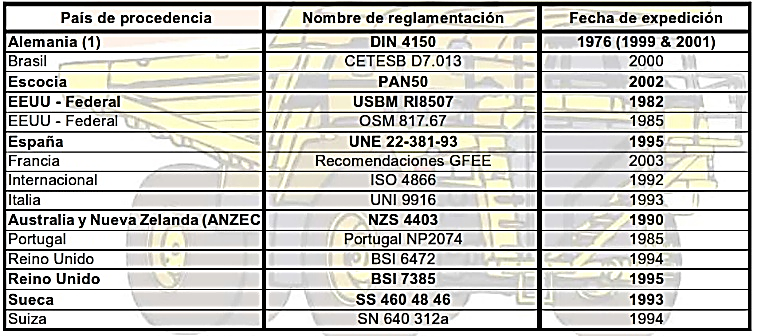 País de procedencia Nombre de reglamentación Fecha de expedición
Alemania (1) DIN 4150 1976 (1999 & 2001)
Brasil CETESB D7.013 2000
Escocia PAN50 2002
EEUU - Federal USBM RI8507 1982
EEUU - Federal OSM 817.67 1985
España UNE 22-381-93 1995
Francia Recomendaciones GFEE 2003
Internacional ISO 4866 1992
Italia UNI 9916 1993
Australia y Nueva Zelanda (ANZEC NZS 4403 1990
Portugal Portugal NP2074 1985
Reino Unido BSI 6472 1994
Reino Unido BSI 7385 1995
Sueca SS 460 48 46 1993
Suiza SN 640 312a 1994